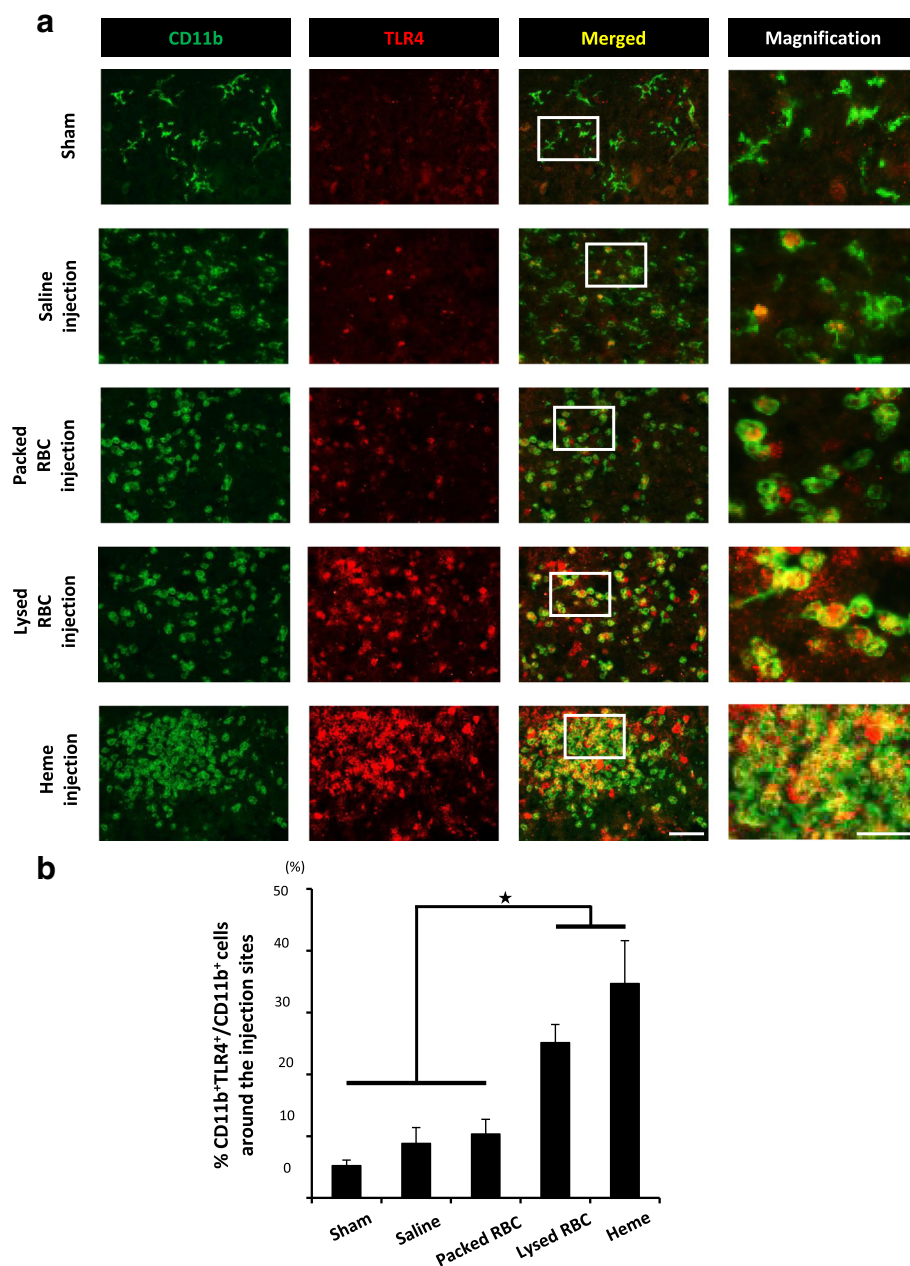 a
CD11b
TLR4
Merged
Magnification
Sham
Saline
injection
Packed
RBC
injection
Lysed
RBC
injection
Heme
injection
b
(%)
% CD11b⁺TLR4⁺/CD11b⁺ cells
around the injection sites
50
40
30
20
10
0
★
Sham
Saline
Packed RBC
Lysed RBC
Heme